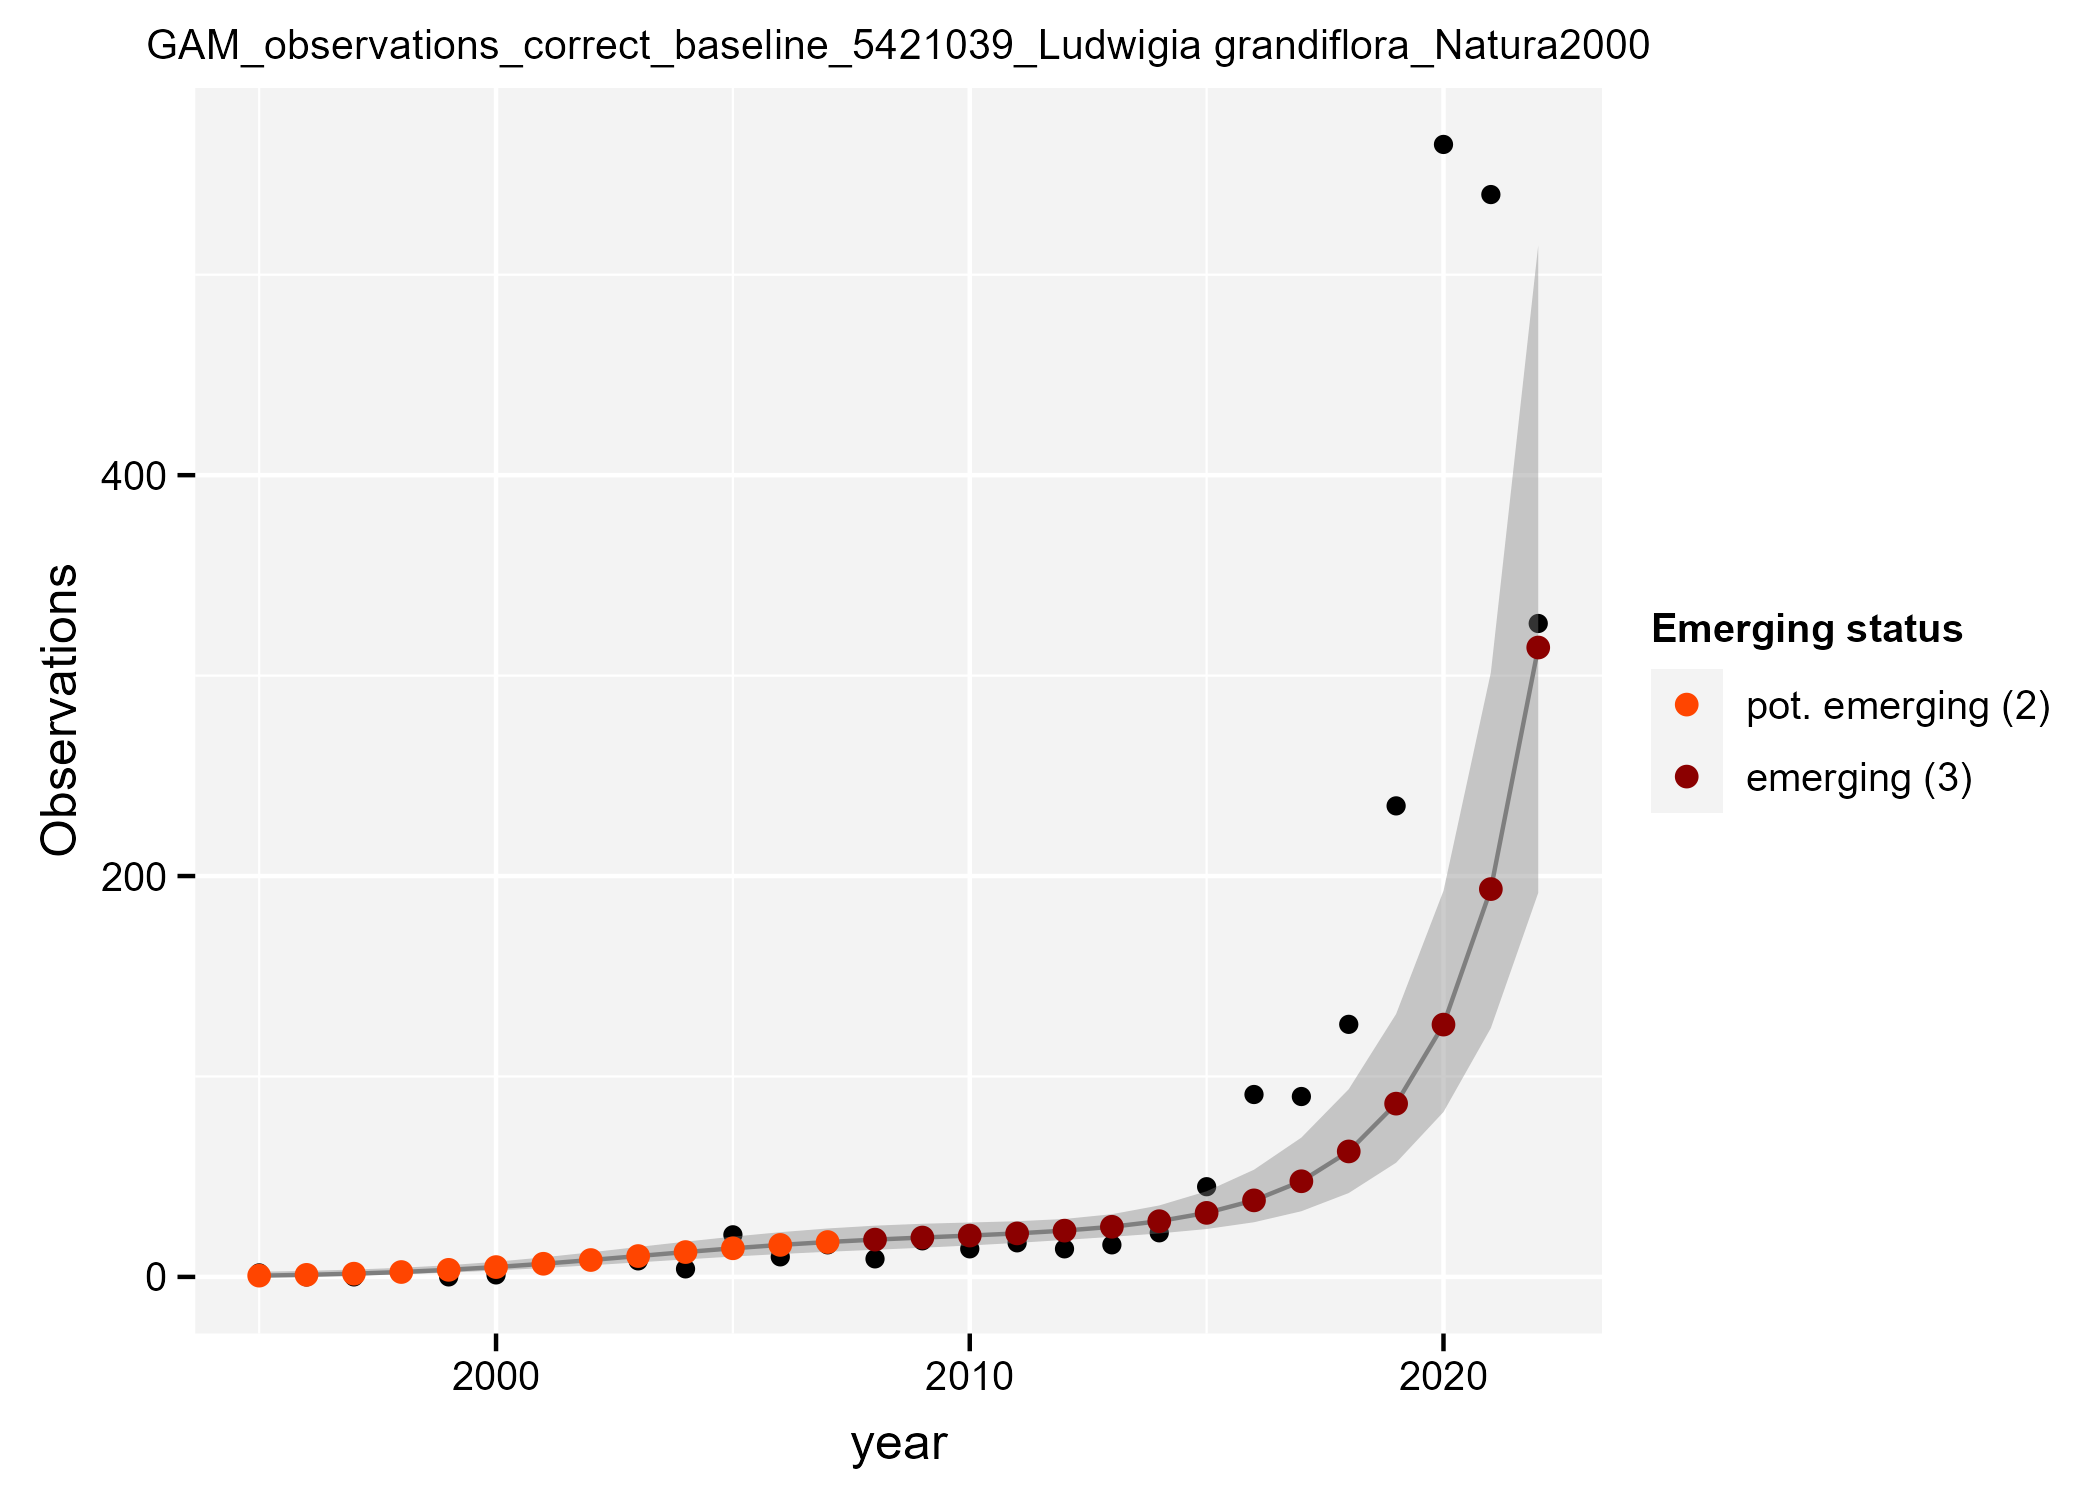 GAM_observations_correct_baseline_5421039_Ludwigia grandiflora_Natura2000
Observations
400
200
0
2000
2010
2020
year
Emerging status
pot. emerging (2)
emerging (3)